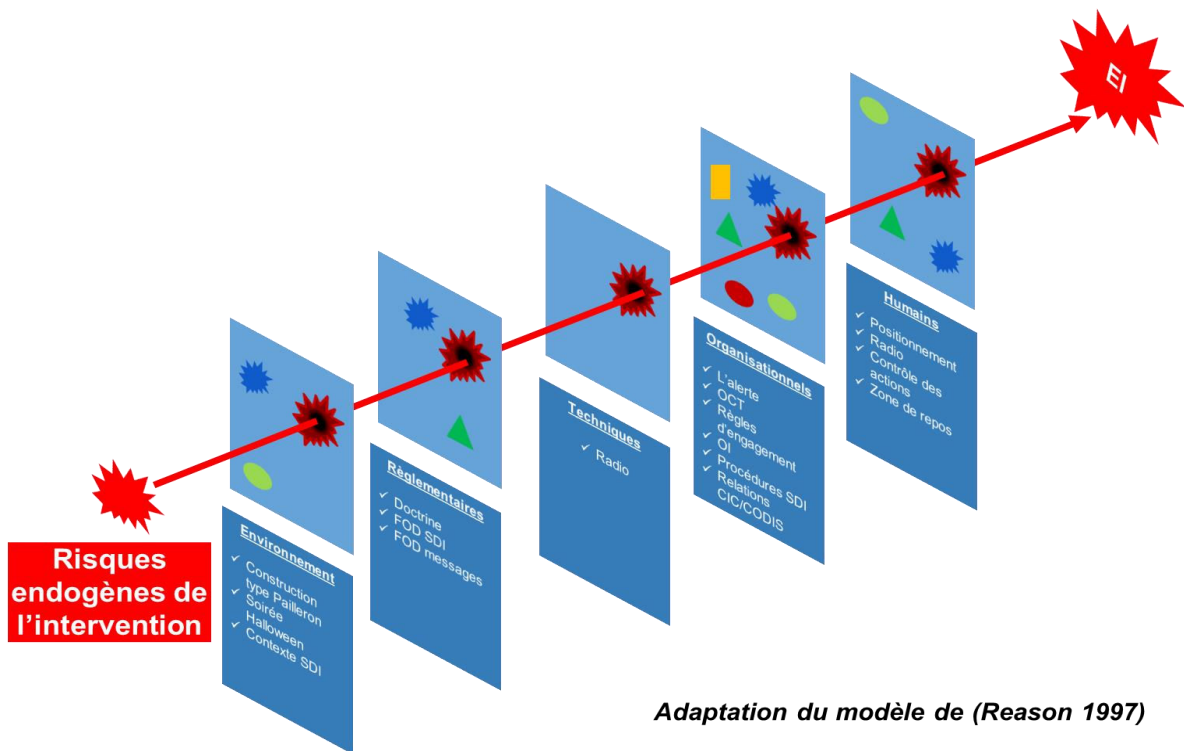 EI
Risques
endogènes de
l'intervention
Environnement
✓ Construction
type Pailleron
✓ Soirée
Halloween
✓ Contexte SDI
Règlementaires
✓ Doctrine
✓ FOD SDI
✓ FOD messages
Techniques
✓ Radio
Organisationnels
✓ L'alerte
✓ OCT
✓ Règles
d'engagement
✓ OI
✓ Procédures SDI
✓ Relations
CIC/CODIS
Humains
✓ Positionnement
✓ Radio
✓ Contrôle des
actions
✓ Zone de repos
Adaptation du modèle de (Reason 1997)